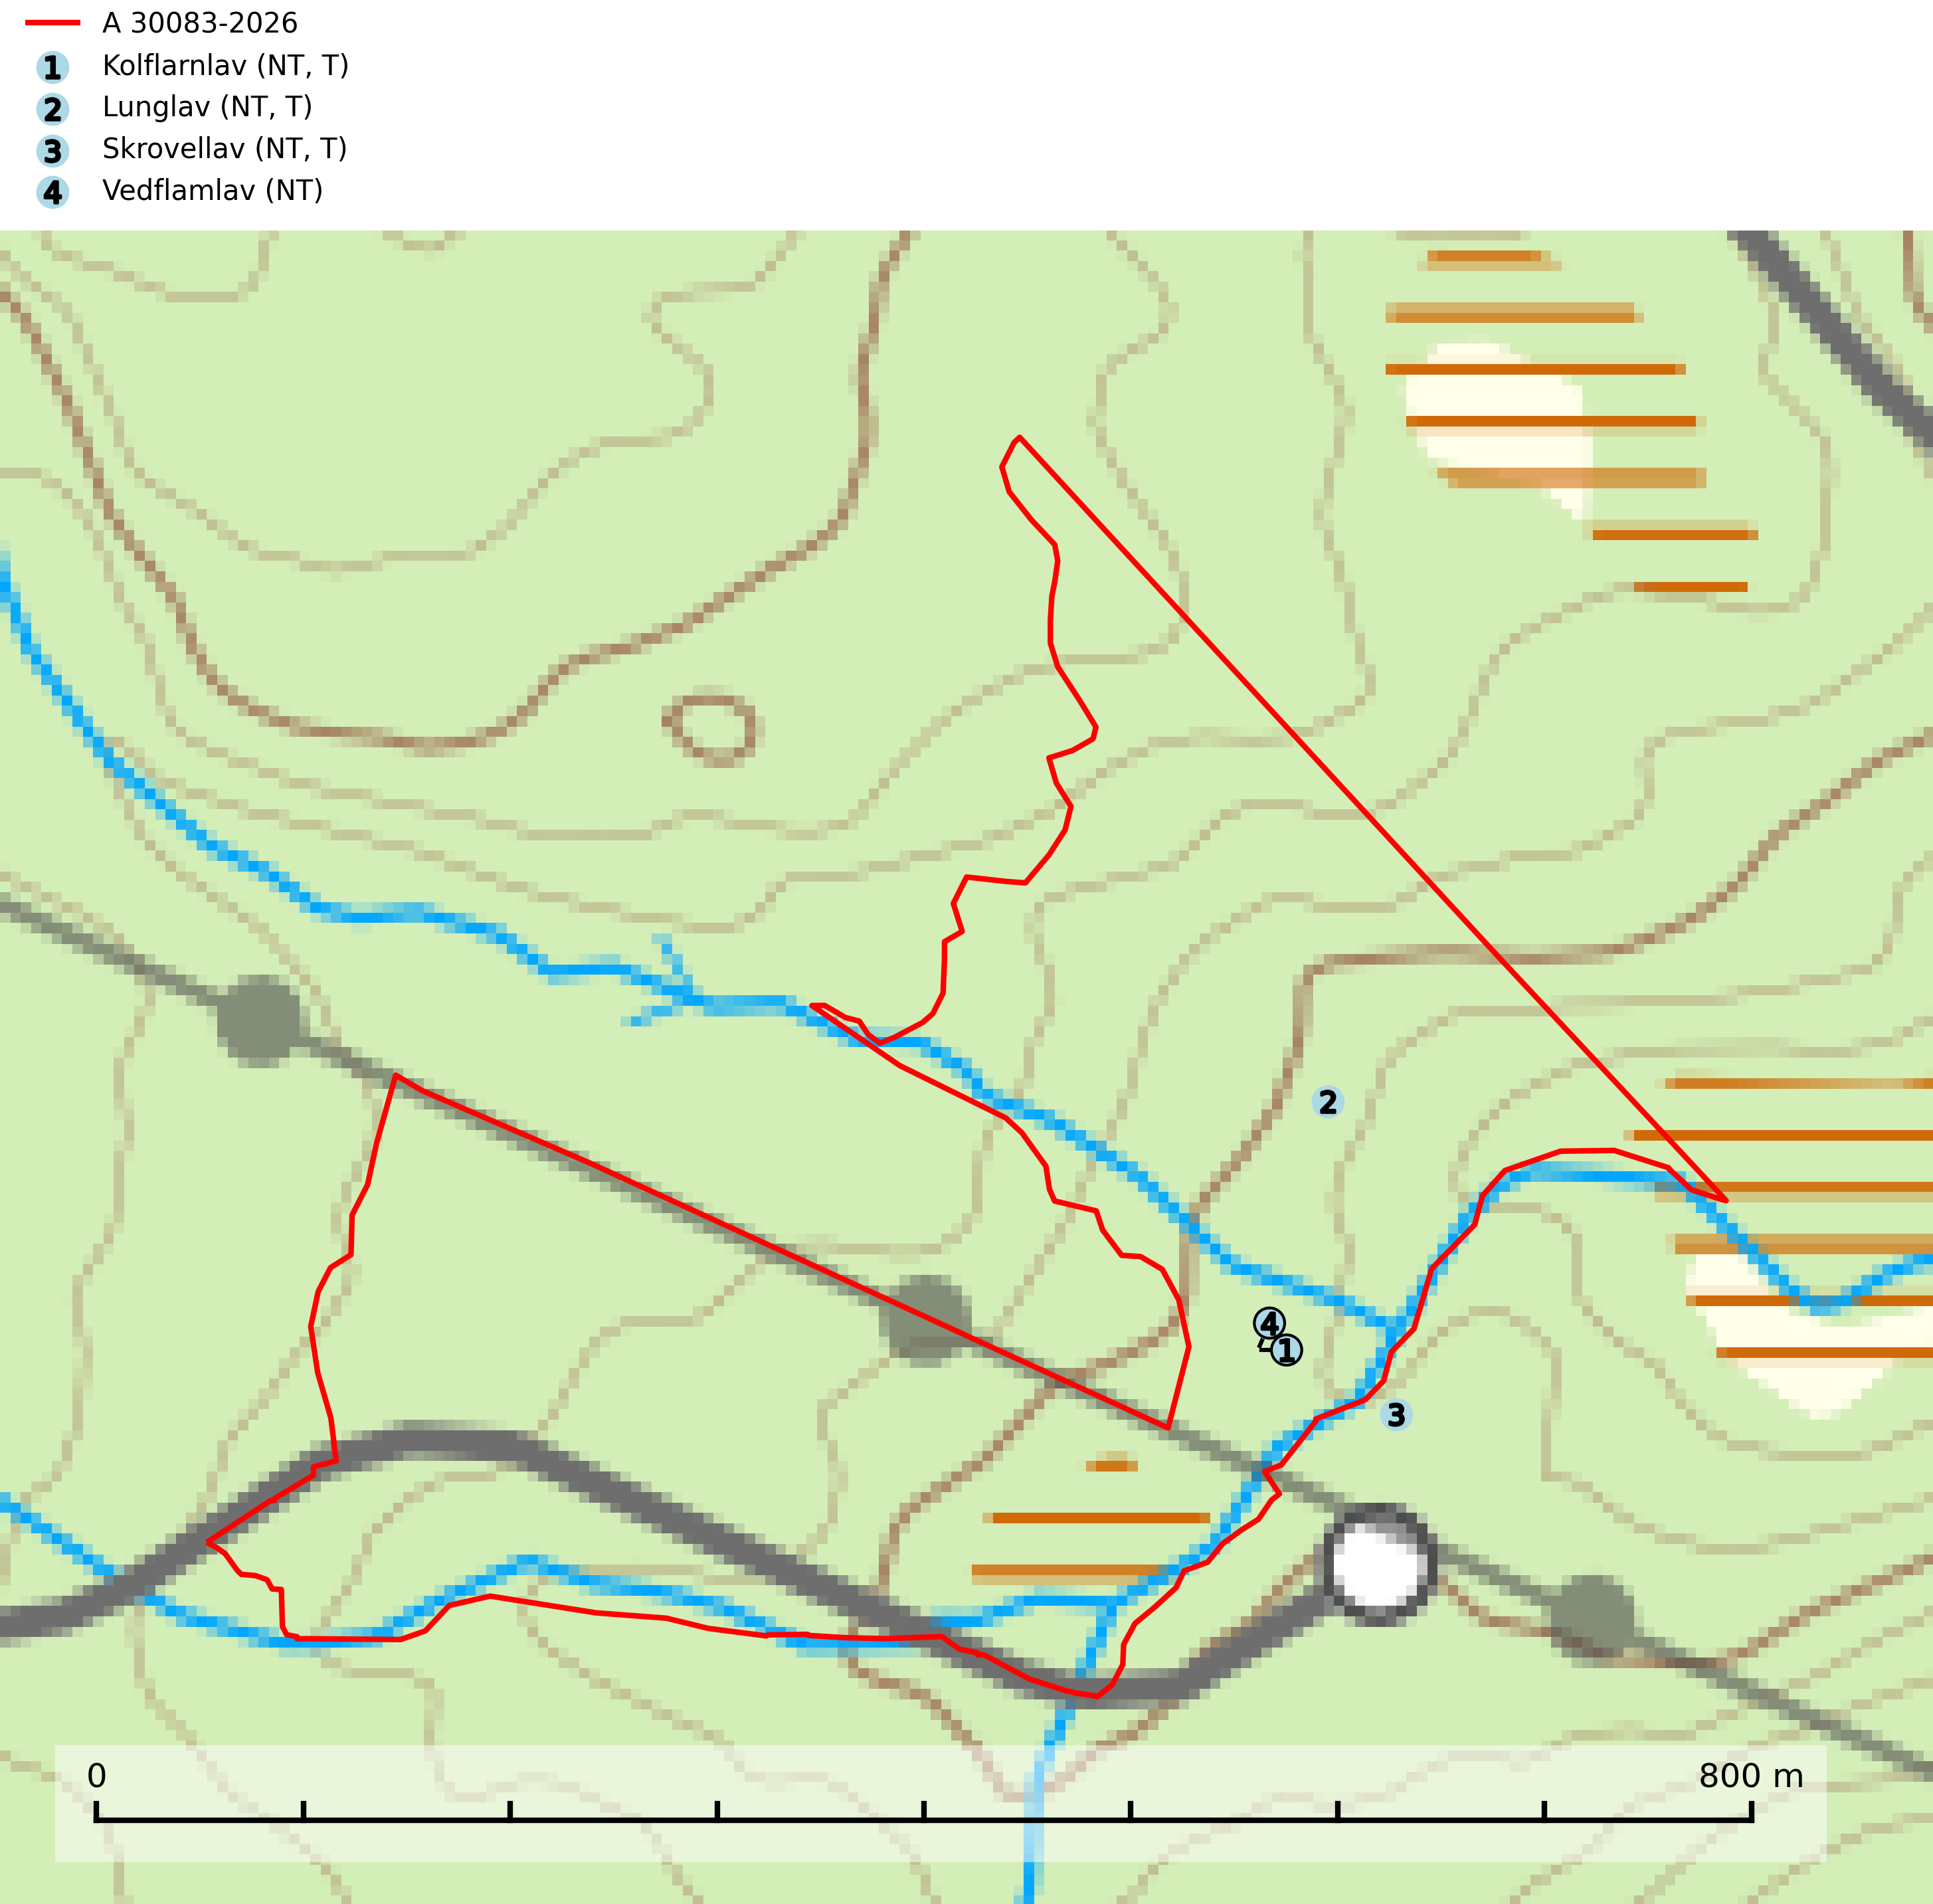 A 30083-2026
1 Kolflarnlav (NT, T)
2 Lunglav (NT, T)
3 Skrovellav (NT, T)
4 Vedflamlav (NT)
2
4
1
3
0 800 m